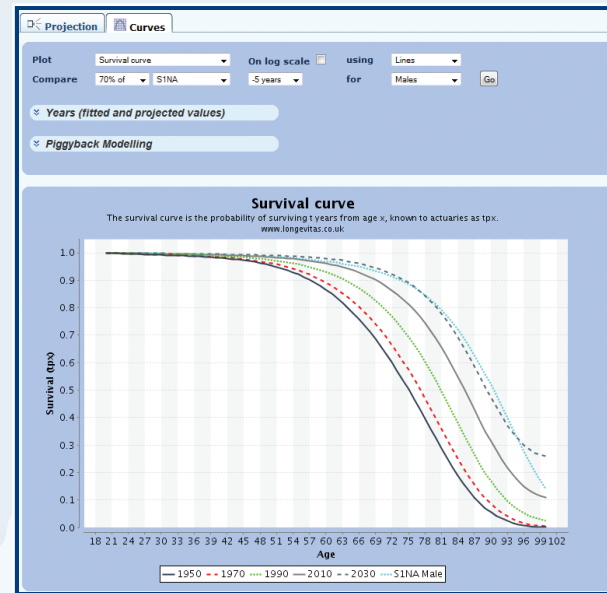 Projection Curves
Plot Survival curve On log scale using Lines
Compare 70% of S1NA -5 years for Males Go
Years (fitted and projected values)
Piggyback Modelling
Survival curve
The survival curve is the probability of surviving t years from age x, known to actuaries as tpx.
www.longevitas.co.uk
1.0
0.9
0.8
0.7
0.6
0.5
0.4
0.3
0.2
0.1
0.0
Survival (tpx)
18 21 24 27 30 33 36 39 42 45 48 51 54 57 60 63 66 69 72 75 78 81 84 87 90 93 96 99 102
Age
1950 1970 1990 2010 2030 S1NA Male